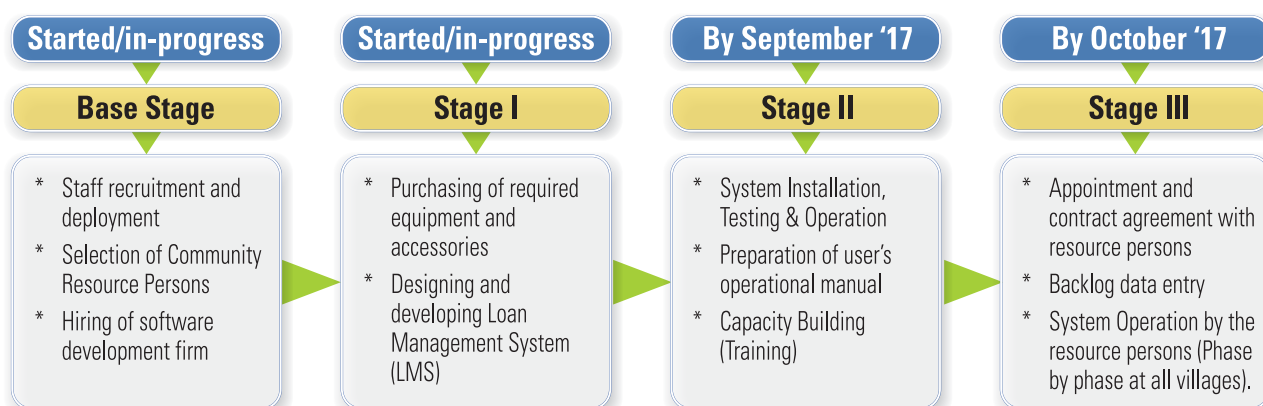 Started/in-progress
Base Stage
* Staff recruitment and
deployment
* Selection of Community
Resource Persons
* Hiring of software
development firm
Started/in-progress
Stage I
* Purchasing of required
equipment and
accessories
* Designing and
developing Loan
Management System
(LMS)
By September ‘17
Stage II
* System Installation,
Testing & Operation
* Preparation of user’s
operational manual
* Capacity Building
(Training)
By October ‘17
Stage III
* Appointment and
contract agreement with
resource persons
* Backlog data entry
* System Operation by the
resource persons (Phase
by phase at all villages).